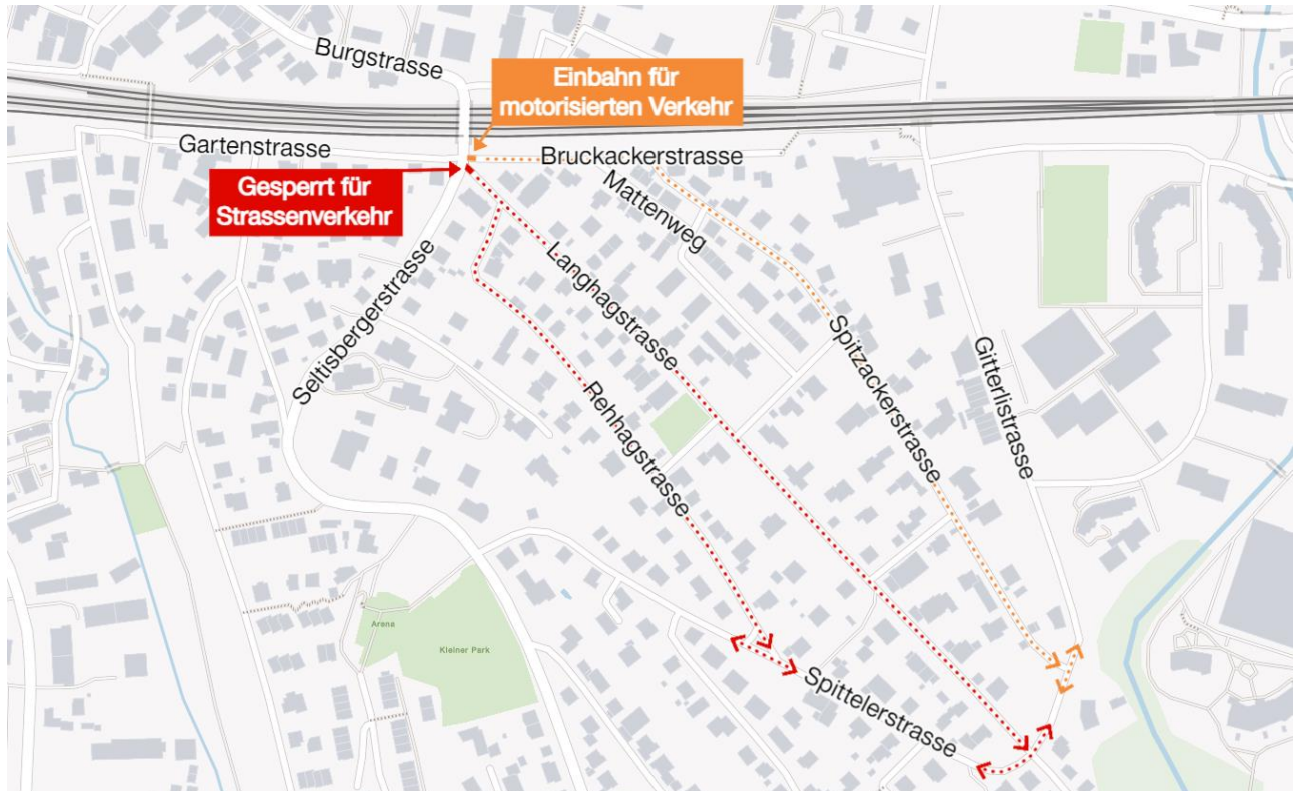 Burgstrasse
Einbahn für
motorisierten Verkehr
Gartenstrasse
Bruckackerstrasse
Gesperrt für
Strassenverkehr
Mattenweg
Langhagstrasse
Seltisbergerstrasse
Spitzackerstrasse
Gitterlistrasse
Rehhagstrasse
Arena
Kleiner Park
Spittelerstrasse